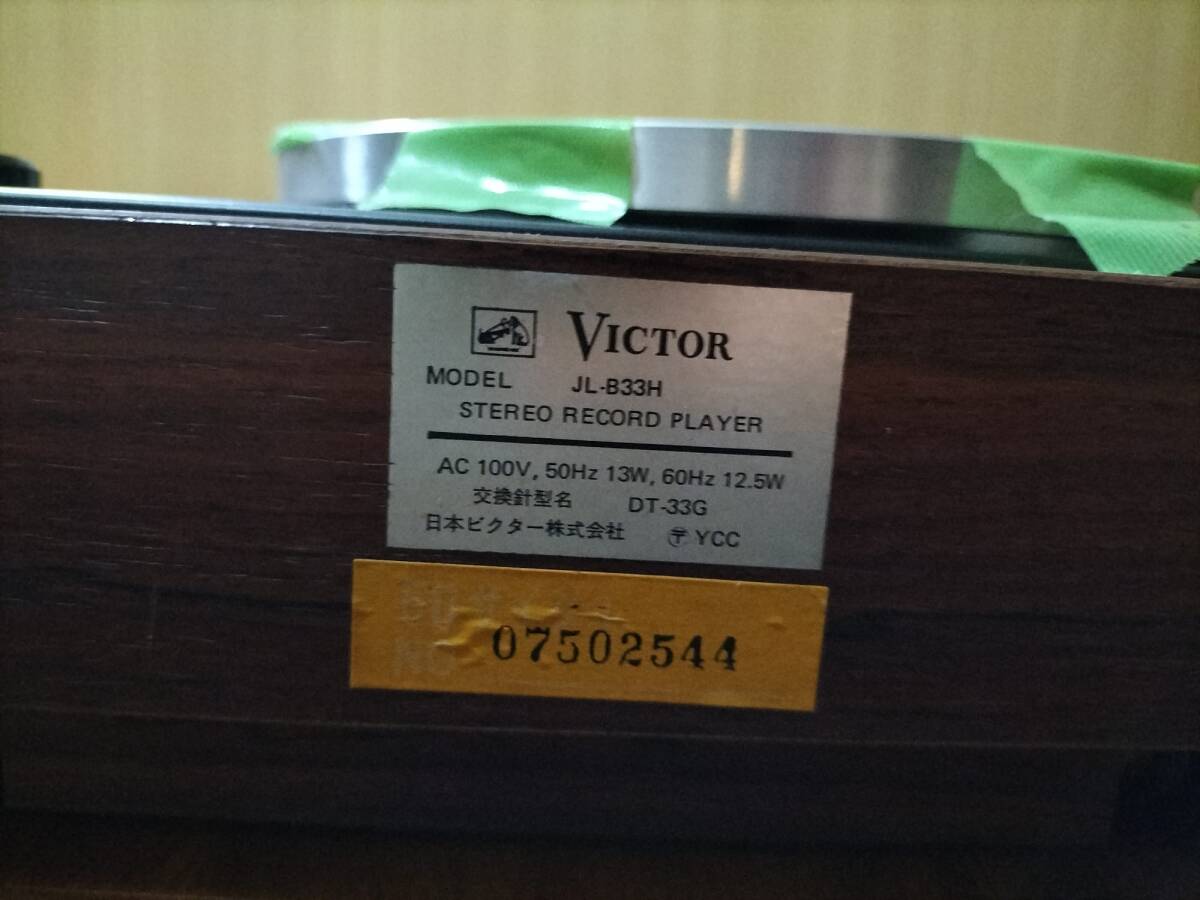 VICTOR
MODEL JL-B33H
STEREO RECORD PLAYER
AC 100V, 50Hz 13W, 60Hz 12.5W
交換針型名 DT-33G
日本ビクター株式会社 〶 YCC
NO 07502544